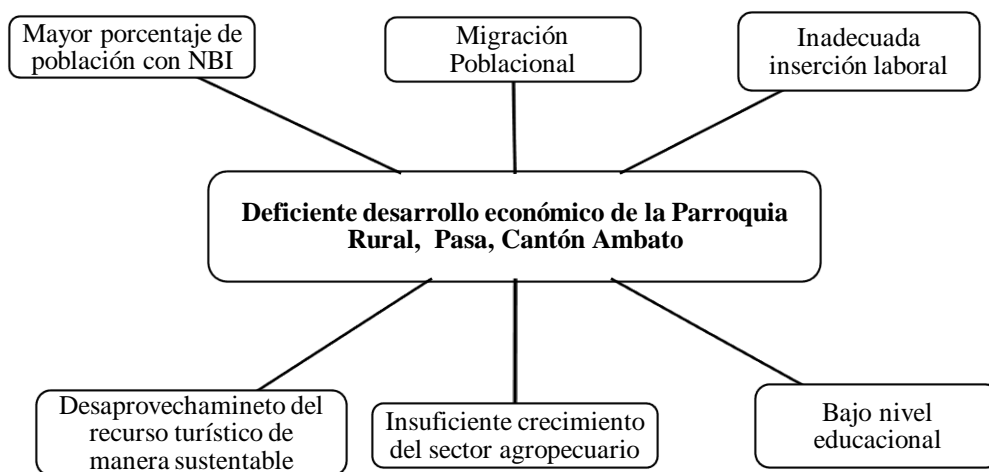 Mayor porcentaje de
población con NBI
Migración
Poblacional
Inadecuada
inserción laboral
Deficiente desarrollo económico de la Parroquia
Rural, Pasa, Cantón Ambato
Desaprovechamineto del
recurso turístico de
manera sustentable
Insuficiente crecimiento
del sector agropecuario
Bajo nivel
educacional